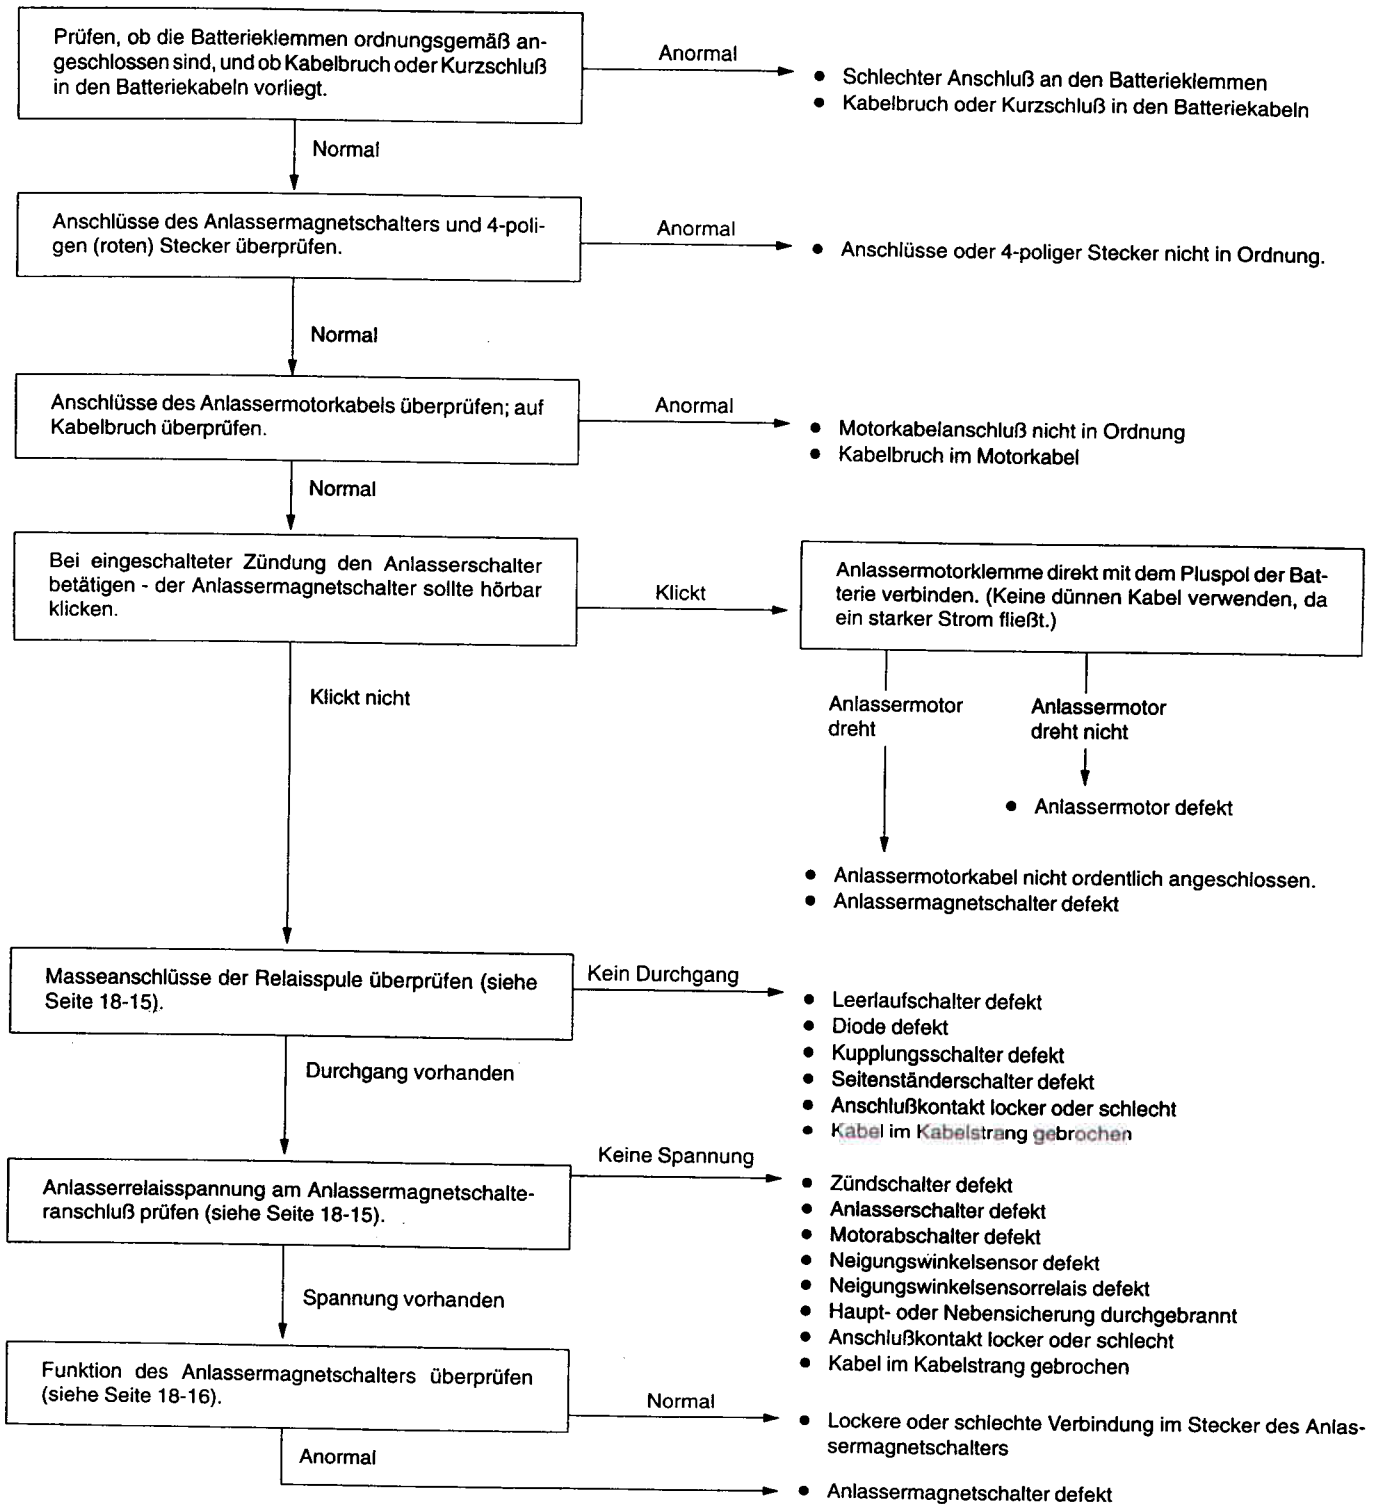 Prüfen, ob die Batterieklemmen ordnungsgemäß an-
geschlossen sind, und ob Kabelbruch oder Kurzschluß
in den Batteriekabeln vorliegt.
Anormal
● Schlechter Anschluß an den Batterieklemmen
● Kabelbruch oder Kurzschluß in den Batteriekabeln
Normal
Anschlüsse des Anlassermagnetschalters und 4-poli-
gen (roten) Stecker überprüfen.
Anormal
● Anschlüsse oder 4-poliger Stecker nicht in Ordnung.
Normal
Anschlüsse des Anlassermotorkabels überprüfen; auf
Kabelbruch überprüfen.
Anormal
● Motorkabelanschluß nicht in Ordnung
● Kabelbruch im Motorkabel
Normal
Bei eingeschalteter Zündung den Anlasserschalter
betätigen - der Anlassermagnetschalter sollte hörbar
klicken.
Klickt
Anlassermotorklemme direkt mit dem Pluspol der Bat-
terie verbinden. (Keine dünnen Kabel verwenden, da
ein starker Strom fließt.)
Klickt nicht
Anlassermotor
dreht
Anlassermotor
dreht nicht
● Anlassermotor defekt
● Anlassermotorkabel nicht ordentlich angeschlossen.
● Anlassermagnetschalter defekt
Masseanschlüsse der Relaisspule überprüfen (siehe
Seite 18-15).
Kein Durchgang
● Leerlaufschalter defekt
● Diode defekt
● Kupplungsschalter defekt
● Seitenständerschalter defekt
● Anschlußkontakt locker oder schlecht
● Kabel im Kabelstrang gebrochen
Durchgang vorhanden
Anlasserrelaisspannung am Anlassermagnetschalte-
ranschluß prüfen (siehe Seite 18-15).
Keine Spannung
● Zündschalter defekt
● Anlasserschalter defekt
● Motorabschalter defekt
● Neigungswinkelsensor defekt
● Neigungswinkelsensorrelais defekt
● Haupt- oder Nebensicherung durchgebrannt
● Anschlußkontakt locker oder schlecht
● Kabel im Kabelstrang gebrochen
Spannung vorhanden
Funktion des Anlassermagnetschalters überprüfen
(siehe Seite 18-16).
Normal
● Lockere oder schlechte Verbindung im Stecker des Anlas-
sermagnetschalters
Anormal
● Anlassermagnetschalter defekt